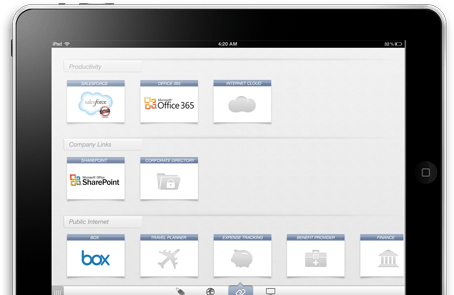 iPad
4:20 AM
32%
Productivity
SALESFORCE
OFFICE 365
INTERNET CLOUD
salesforce
Microsoft
Office 365
Company Links
SHAREPOINT
CORPORATE DIRECTORY
Microsoft Office
SharePoint
Public Internet
BOX
TRAVEL PLANNER
EXPENSE TRACKING
BENEFIT PROVIDER
FINANCE
box